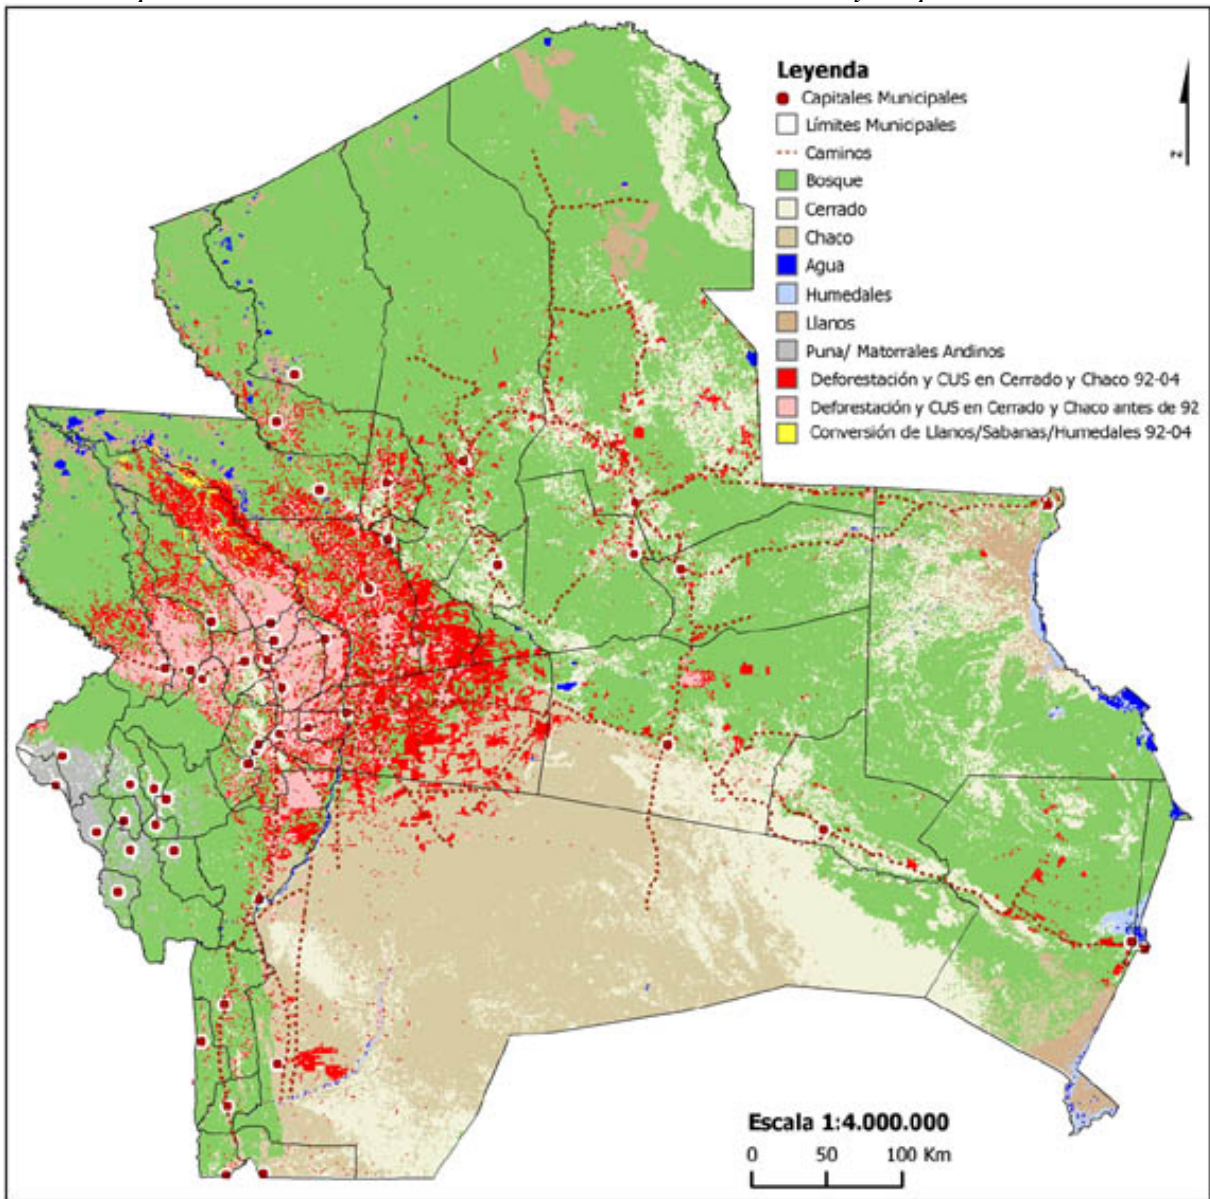 Leyenda
Capitales Municipales
Límites Municipales
Caminos
Bosque
Cerrado
Chaco
Agua
Humedales
Llanos
Puna/ Matorrales Andinos
Deforestación y CUS en Cerrado y Chaco 92-04
Deforestación y CUS en Cerrado y Chaco antes de 92
Conversión de Llanos/Sabanas/Humedales 92-04
N
Escala 1:4.000.000
0 50 100 Km